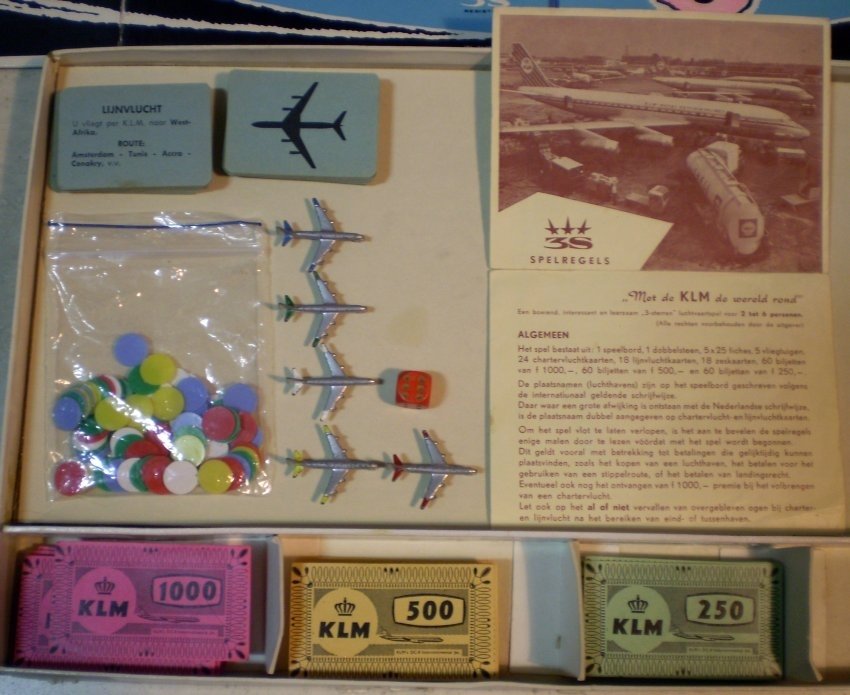 3S
LIJNVLUCHT
U vliegt per K.L.M. naar West-
Afrika.
ROUTE:
Amsterdam - Tunis - Accra -
Conakry, v.v.
3S
SPELREGELS
„Met de KLM de wereld rond"
Een boeiend, interessant en leerzaam „3-sterren" luchtvaartspel voor 2 tot 6 personen.
(Alle rechten voorbehouden door de uitgever)
ALGEMEEN
Het spel bestaat uit: 1 speelbord, 1 dobbelsteen, 5x25 fiches, 5 vliegtuigen,
24 chartervluchtkaarten, 18 lijnvluchtkaarten, 18 zeskaarten, 60 biljetten
van f 1000,-, 60 biljetten van f 500,- en 60 biljetten van f 250,-.
De plaatsnamen (luchthavens) zijn op het speelbord geschreven volgens
de internationaal geldende schrijfwijze.
Daar waar een grote afwijking is ontstaan met de Nederlandse schrijfwijze,
is de plaatsnaam dubbel aangegeven op chartervlucht- en lijnvluchtkaarten.
Om het spel vlot te laten verlopen, is het aan te bevelen de spelregels
enige malen door te lezen vóórdat met het spel wordt begonnen.
Dit geldt vooral met betrekking tot betalingen die gelijktijdig kunnen
plaatsvinden, zoals het kopen van een luchthaven, het betalen voor het
gebruiken van een slippelroute, of het betalen van landingsrecht.
Eventueel ook nog het ontvangen van f 1000,- premie bij het volbrengen
van een chartervlucht.
Let ook op het al of niet vervallen van overgebleven ogen bij charter-
en lijnvlucht na het bereiken van eind- of tussenhaven.
KLM
1000
KLM
500
KLM
250